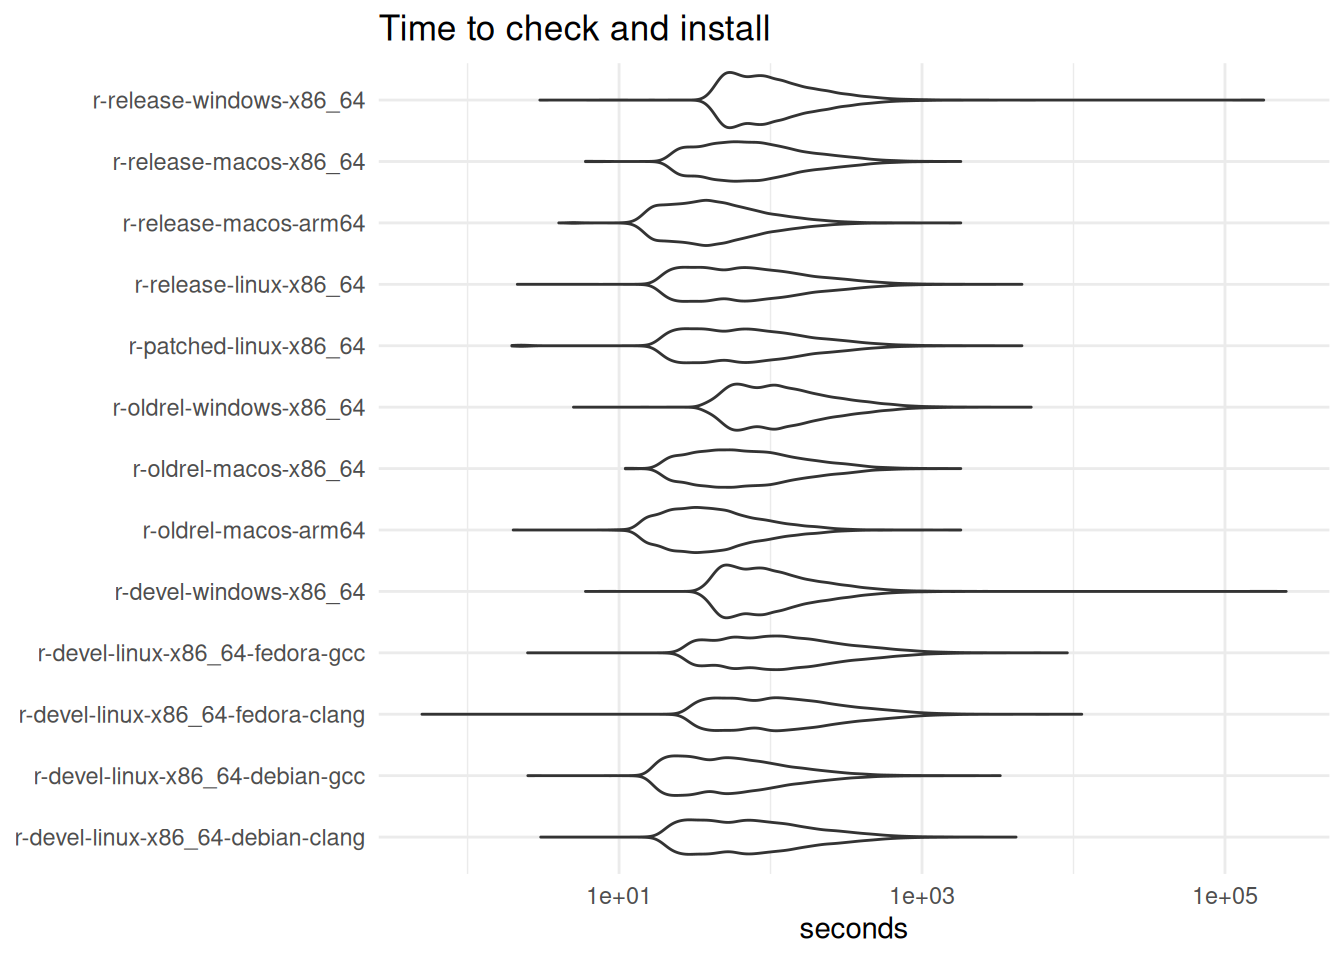 Time to check and install
r-release-windows-x86_64
r-release-macos-x86_64
r-release-macos-arm64
r-release-linux-x86_64
r-patched-linux-x86_64
r-oldrel-windows-x86_64
r-oldrel-macos-x86_64
r-oldrel-macos-arm64
r-devel-windows-x86_64
r-devel-linux-x86_64-fedora-gcc
r-devel-linux-x86_64-fedora-clang
r-devel-linux-x86_64-debian-gcc
r-devel-linux-x86_64-debian-clang
1e+01 1e+03 1e+05
seconds